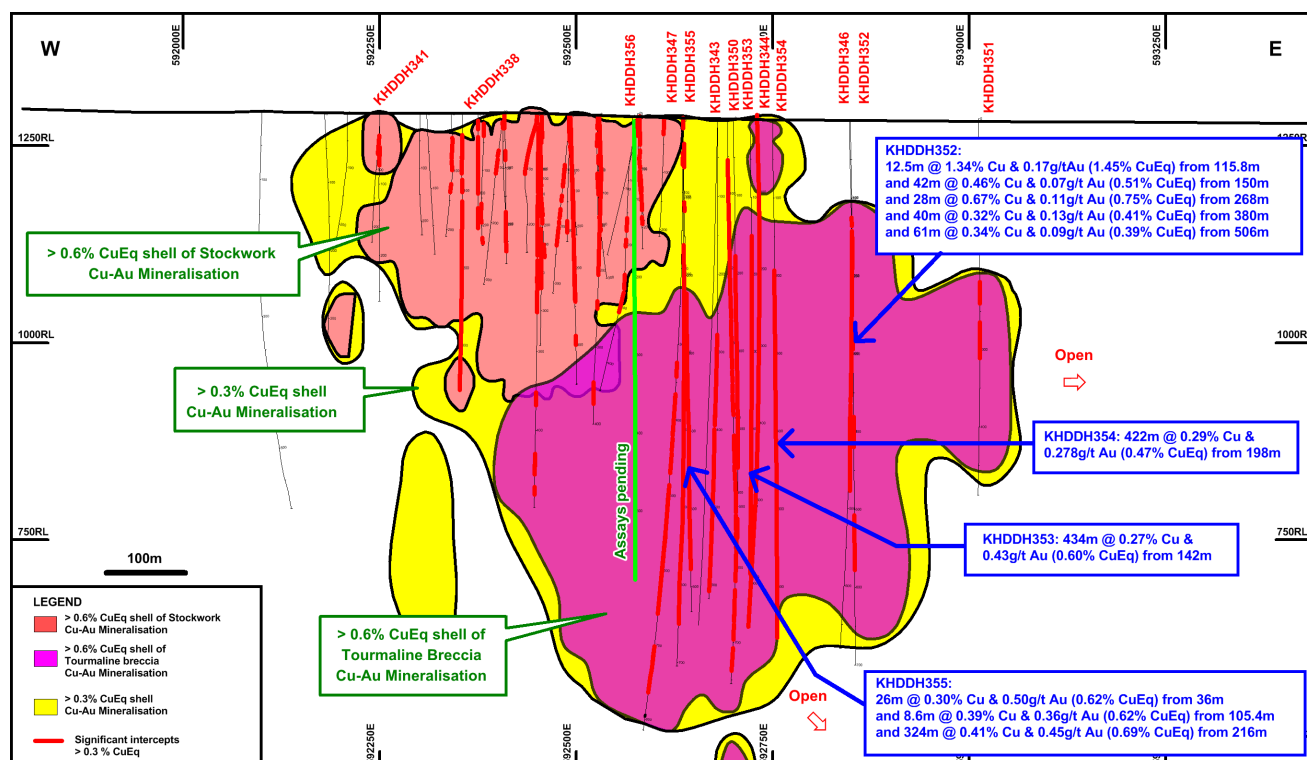 W
E
592000E
592250E
592500E
593000E
593250E
KHDDH341
KHDDH338
KHDDH356
KHDDH347
KHDDH355
KHDDH343
KHDDH350
KHDDH353
KHDDH344
KHDDH354
KHDDH346
KHDDH352
KHDDH351
1250RL
KHDDH352:
12.5m @ 1.34% Cu & 0.17g/tAu (1.45% CuEq) from 115.8m
and 42m @ 0.46% Cu & 0.07g/t Au (0.51% CuEq) from 150m
and 28m @ 0.67% Cu & 0.11g/t Au (0.75% CuEq) from 268m
and 40m @ 0.32% Cu & 0.13g/t Au (0.41% CuEq) from 380m
and 61m @ 0.34% Cu & 0.09g/t Au (0.39% CuEq) from 506m
> 0.6% CuEq shell of Stockwork
Cu-Au Mineralisation
1000RL
1000RL
Open
> 0.3% CuEq shell
Cu-Au Mineralisation
KHDDH354: 422m @ 0.29% Cu &
0.278g/t Au (0.47% CuEq) from 198m
Assays pending
750RL
750RL
KHDDH353: 434m @ 0.27% Cu &
0.43g/t Au (0.60% CuEq) from 142m
100m
> 0.6% CuEq shell of
Tourmaline Breccia
Cu-Au Mineralisation
LEGEND
> 0.6% CuEq shell of Stockwork
Cu-Au Mineralisation
> 0.6% CuEq shell of
Tourmaline breccia
Cu-Au Mineralisation
> 0.3% CuEq shell
Cu-Au Mineralisation
Significant intercepts
> 0.3 % CuEq
Open
KHDDH355:
26m @ 0.30% Cu & 0.50g/t Au (0.62% CuEq) from 36m
and 8.6m @ 0.39% Cu & 0.36g/t Au (0.62% CuEq) from 105.4m
and 324m @ 0.41% Cu & 0.45g/t Au (0.69% CuEq) from 216m